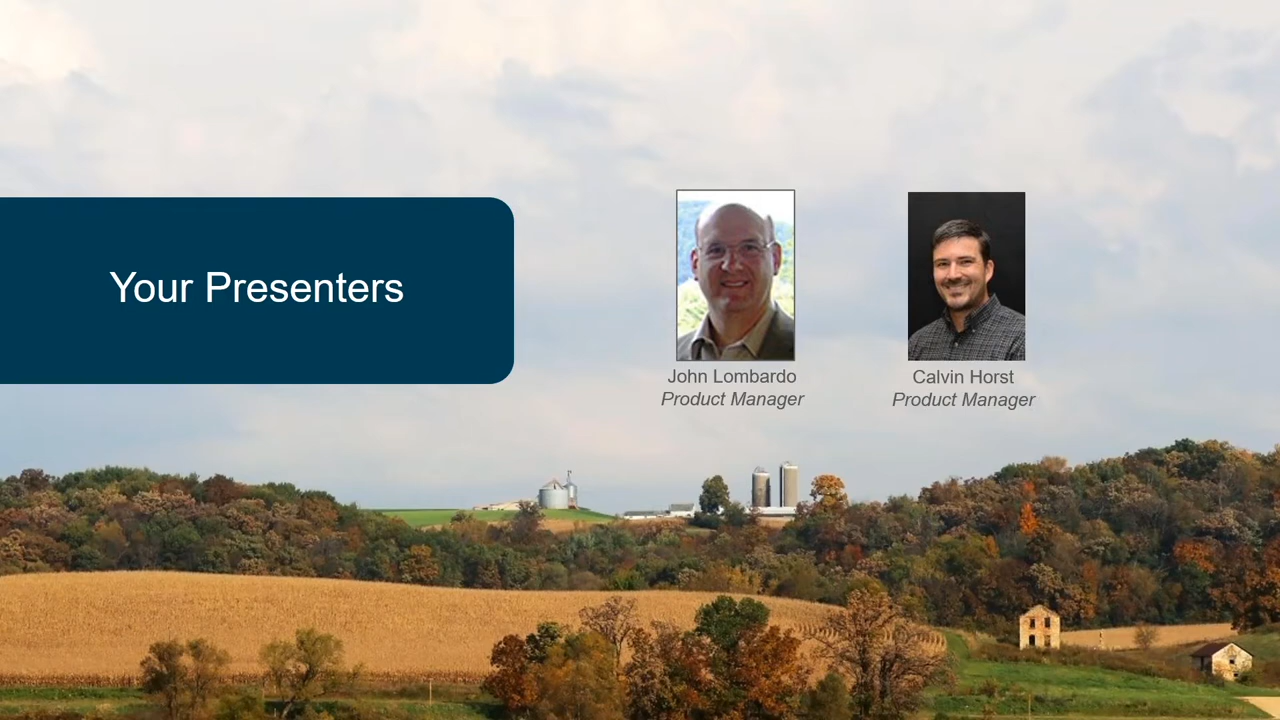 Your Presenters
John Lombardo
Product Manager
Calvin Horst
Product Manager